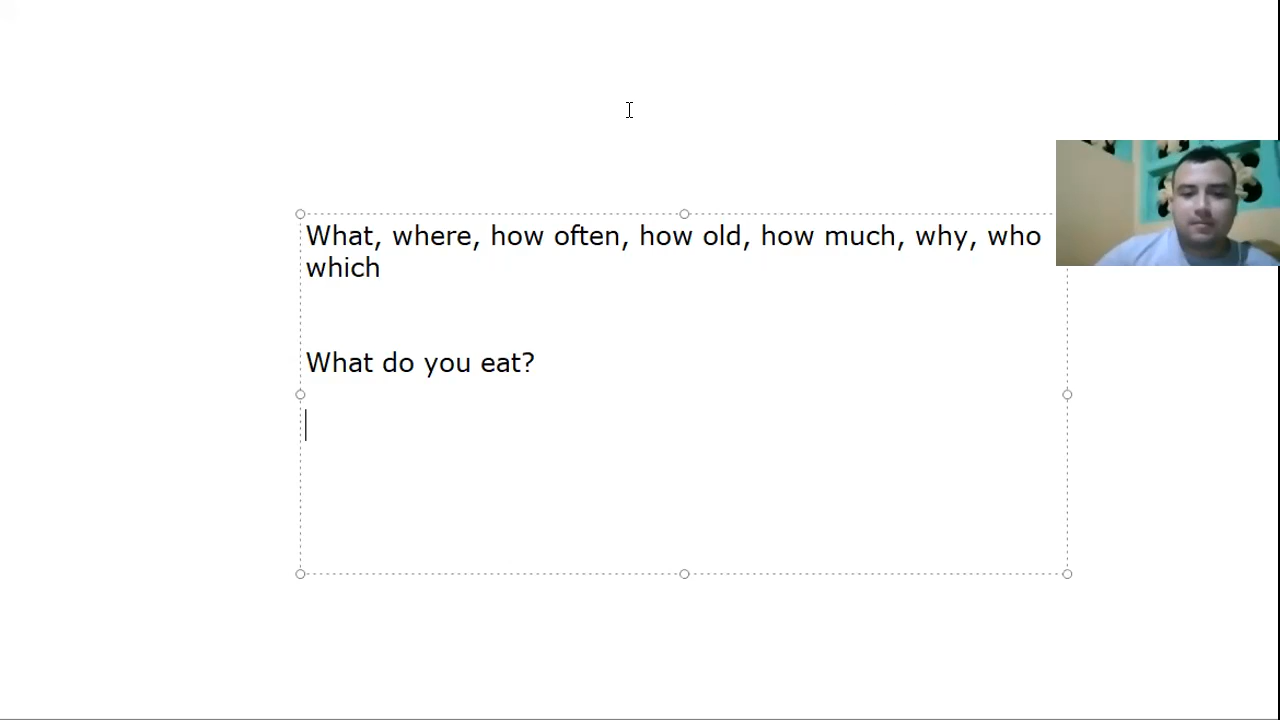 What, where, how often, how old, how much, why, who
which
What do you eat?